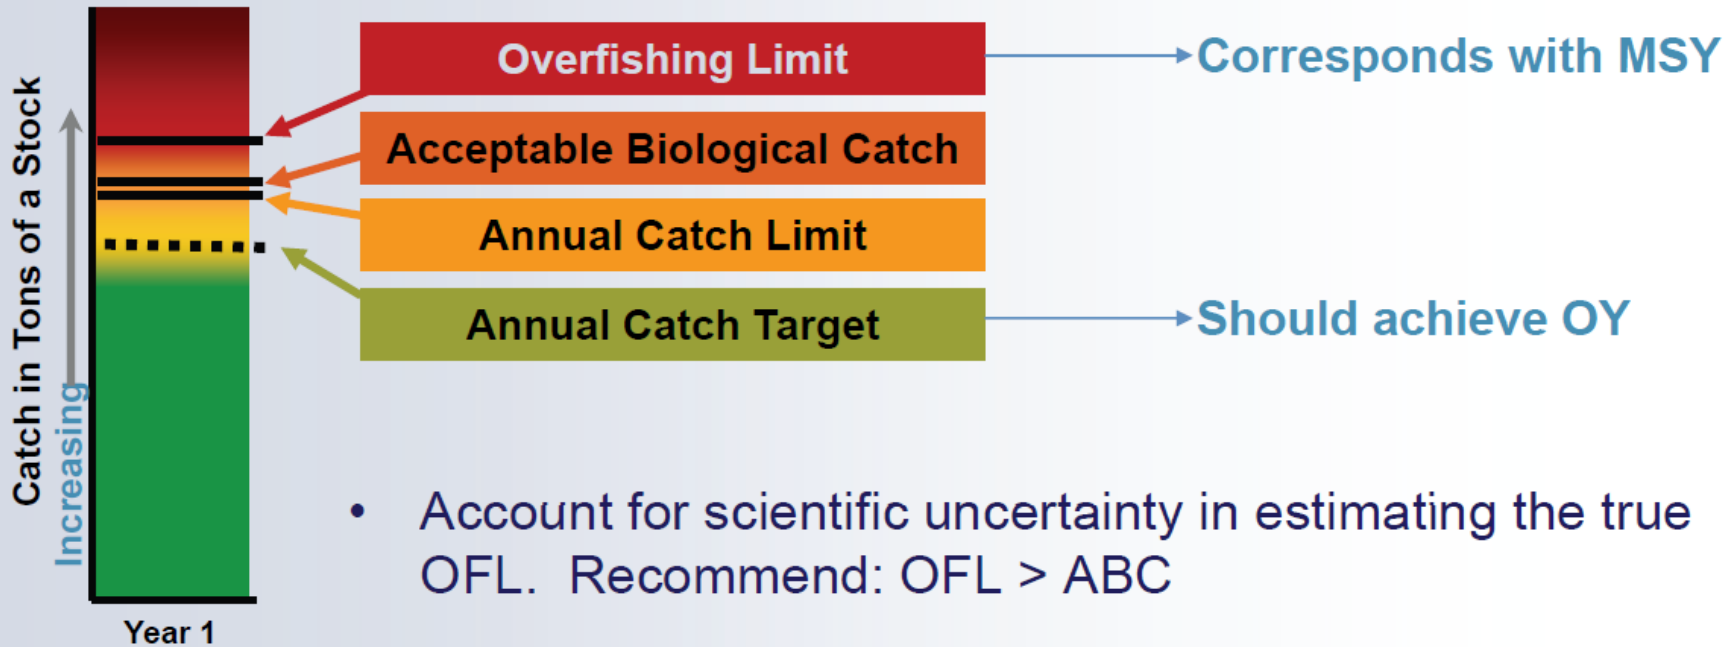 Catch in Tons of a Stock
Increasing
Year 1
Overfishing Limit
Corresponds with MSY
Acceptable Biological Catch
Annual Catch Limit
Annual Catch Target
Should achieve OY
• Account for scientific uncertainty in estimating the true
OFL. Recommend: OFL > ABC